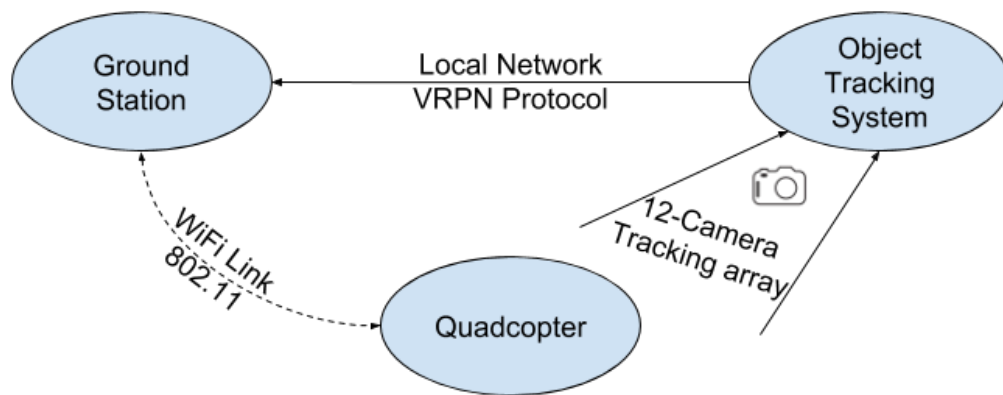 Ground
Station
Local Network
VRPN Protocol
Object
Tracking
System
12-Camera
Tracking array
WiFi Link
802.11
Quadcopter